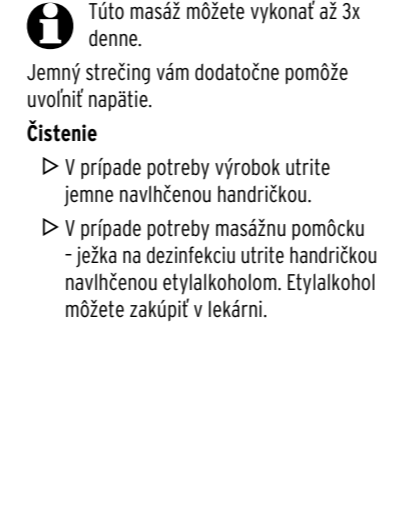 Túto masáž môžete vykonať až 3x
denne.
Jemný strečing vám dodatočne pomôže
uvoľniť napätie.
Čistenie
V prípade potreby výrobok utrite
jemne navlhčenou handričkou.
V prípade potreby masážnu pomôcku
– ježka na dezinfekciu utrite handričkou
navlhčenou etylalkoholom. Etylalkohol
môžete zakúpiť v lekárni.